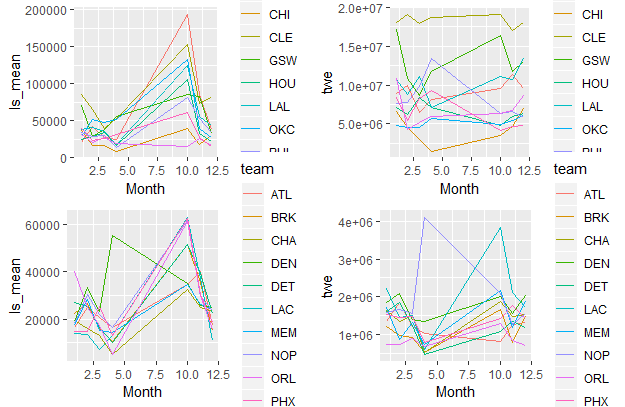 200000
150000
100000
50000
0
ls_mean
2.5 5.0 7.5 10.0 12.5
Month
CHI
CLE
GSW
HOU
LAL
OKC
2.0e+07
1.5e+07
1.0e+07
5.0e+06
twe
2.5 5.0 7.5 10.0 12.5
Month
CHI
CLE
GSW
HOU
LAL
OKC
60000
40000
20000
ls_mean
2.5 5.0 7.5 10.0 12.5
Month
team
ATL
BRK
CHA
DEN
DET
LAC
MEM
NOP
ORL
PHX
4e+06
3e+06
2e+06
1e+06
twe
2.5 5.0 7.5 10.0 12.5
Month
team
ATL
BRK
CHA
DEN
DET
LAC
MEM
NOP
ORL
PHX